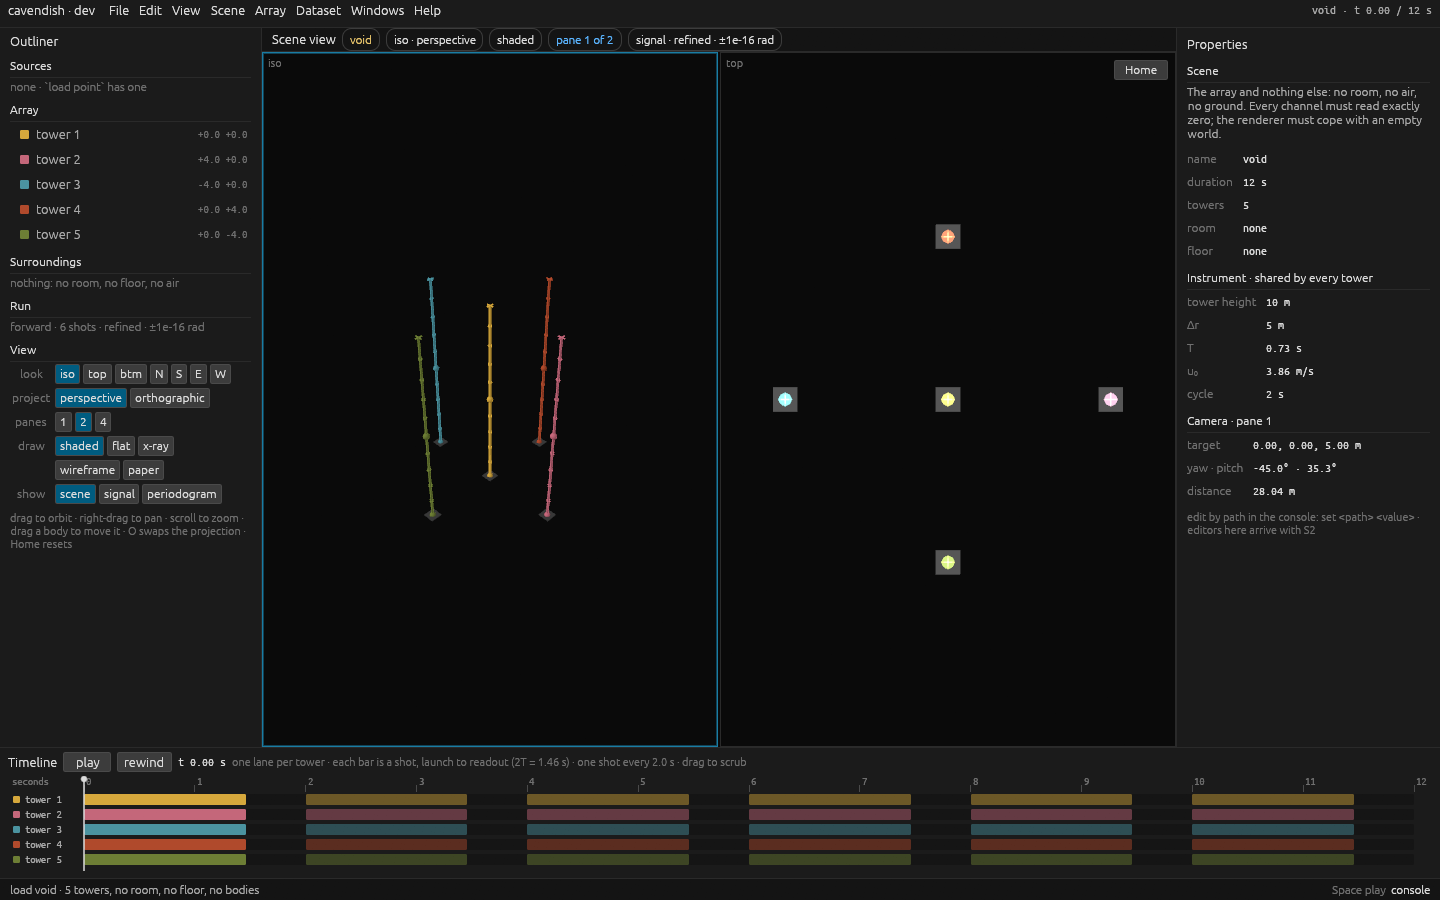 cavendish · dev File Edit View Scene Array Dataset Windows Help void · t 0.00 / 12 s
Outliner
Sources
none · `load point` has one
Array
tower 1 +0.0 +0.0
tower 2 +4.0 +0.0
tower 3 -4.0 +0.0
tower 4 +0.0 +4.0
tower 5 +0.0 -4.0
Surroundings
nothing: no room, no floor, no air
Run
forward · 6 shots · refined · ±1e-16 rad
View
look iso top btm N S E W
project perspective orthographic
panes 1 2 4
draw shaded flat x-ray
wireframe paper
show scene signal periodogram
drag to orbit · right-drag to pan · scroll to zoom ·
drag a body to move it · O swaps the projection ·
Home resets
Scene view void iso · perspective shaded pane 1 of 2 signal · refined · ±1e-16 rad
iso
top Home
Properties
Scene
The array and nothing else: no room, no air,
no ground. Every channel must read exactly
zero; the renderer must cope with an empty
world.
name void
duration 12 s
towers 5
room none
floor none
Instrument · shared by every tower
tower height 10 m
Δr 5 m
T 0.73 s
u₀ 3.86 m/s
cycle 2 s
Camera · pane 1
target 0.00, 0.00, 5.00 m
yaw · pitch -45.0° · 35.3°
distance 28.04 m
edit by path in the console: set <path> <value> ·
editors here arrive with S2
Timeline play rewind t 0.00 s one lane per tower · each bar is a shot, launch to readout (2T = 1.46 s) · one shot every 2.0 s · drag to scrub
seconds 0 1 2 3 4 5 6 7 8 9 10 11 12
tower 1
tower 2
tower 3
tower 4
tower 5
load void · 5 towers, no room, no floor, no bodies Space play console